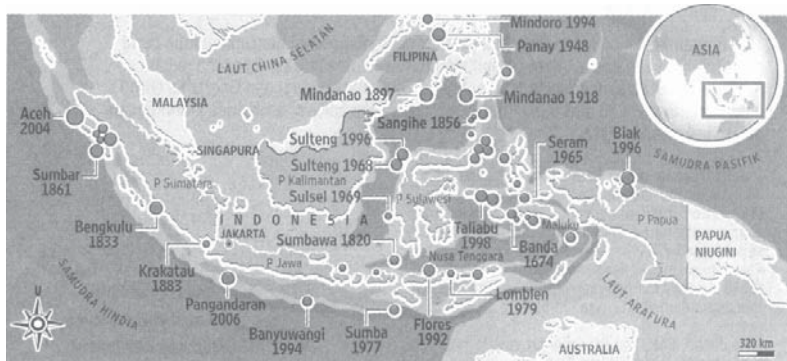 Mindoro 1994
Panay 1948
FILIPINA
LAUT CHINA SELATAN
ASIA
MALAYSIA
Mindanao 1897
Mindanao 1918
Aceh
2004
Sangihe 1856
Sulteng 1996
Seram
1965
Biak
1996
SAMUDRA PASIFIK
SINGAPURA
Sumbar
1861
Sulteng 1968
P Sumatera
P Kalimantan
Sulsel 1969
P Sulawesi
Bengkulu
1833
INDONESIA
JAKARTA
Taliabu
1998
Maluku
P Papua
PAPUA
NIUGINI
Sumbawa 1820
Banda
1674
Nusa Tenggara
Krakatau
1883
P Jawa
SAMUDRA HINDIA
LAUT ARAFURA
Pangandaran
2006
Lomblen
1979
U
Banyuwangi
1994
Sumba
1977
Flores
1992
AUSTRALIA
320 km